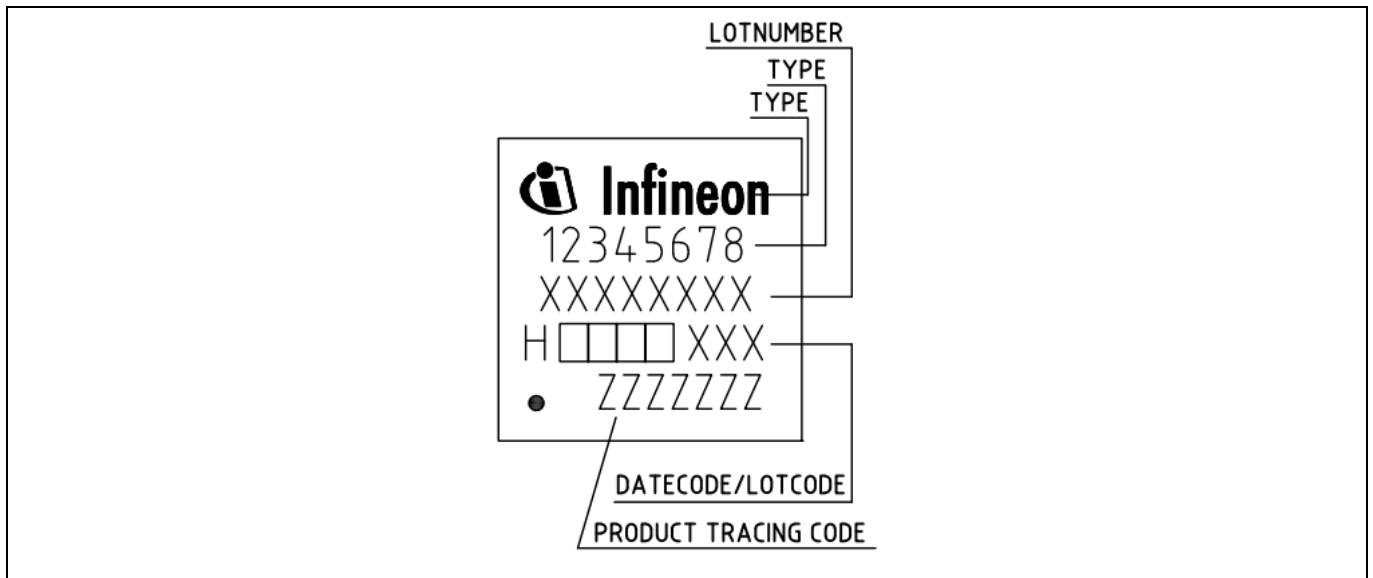 LOTNUMBER
TYPE
TYPE
Infineon
12345678
XXXXXXXX
H XXX
ZZZZZZZ
DATECODE/LOTCODE
PRODUCT TRACING CODE